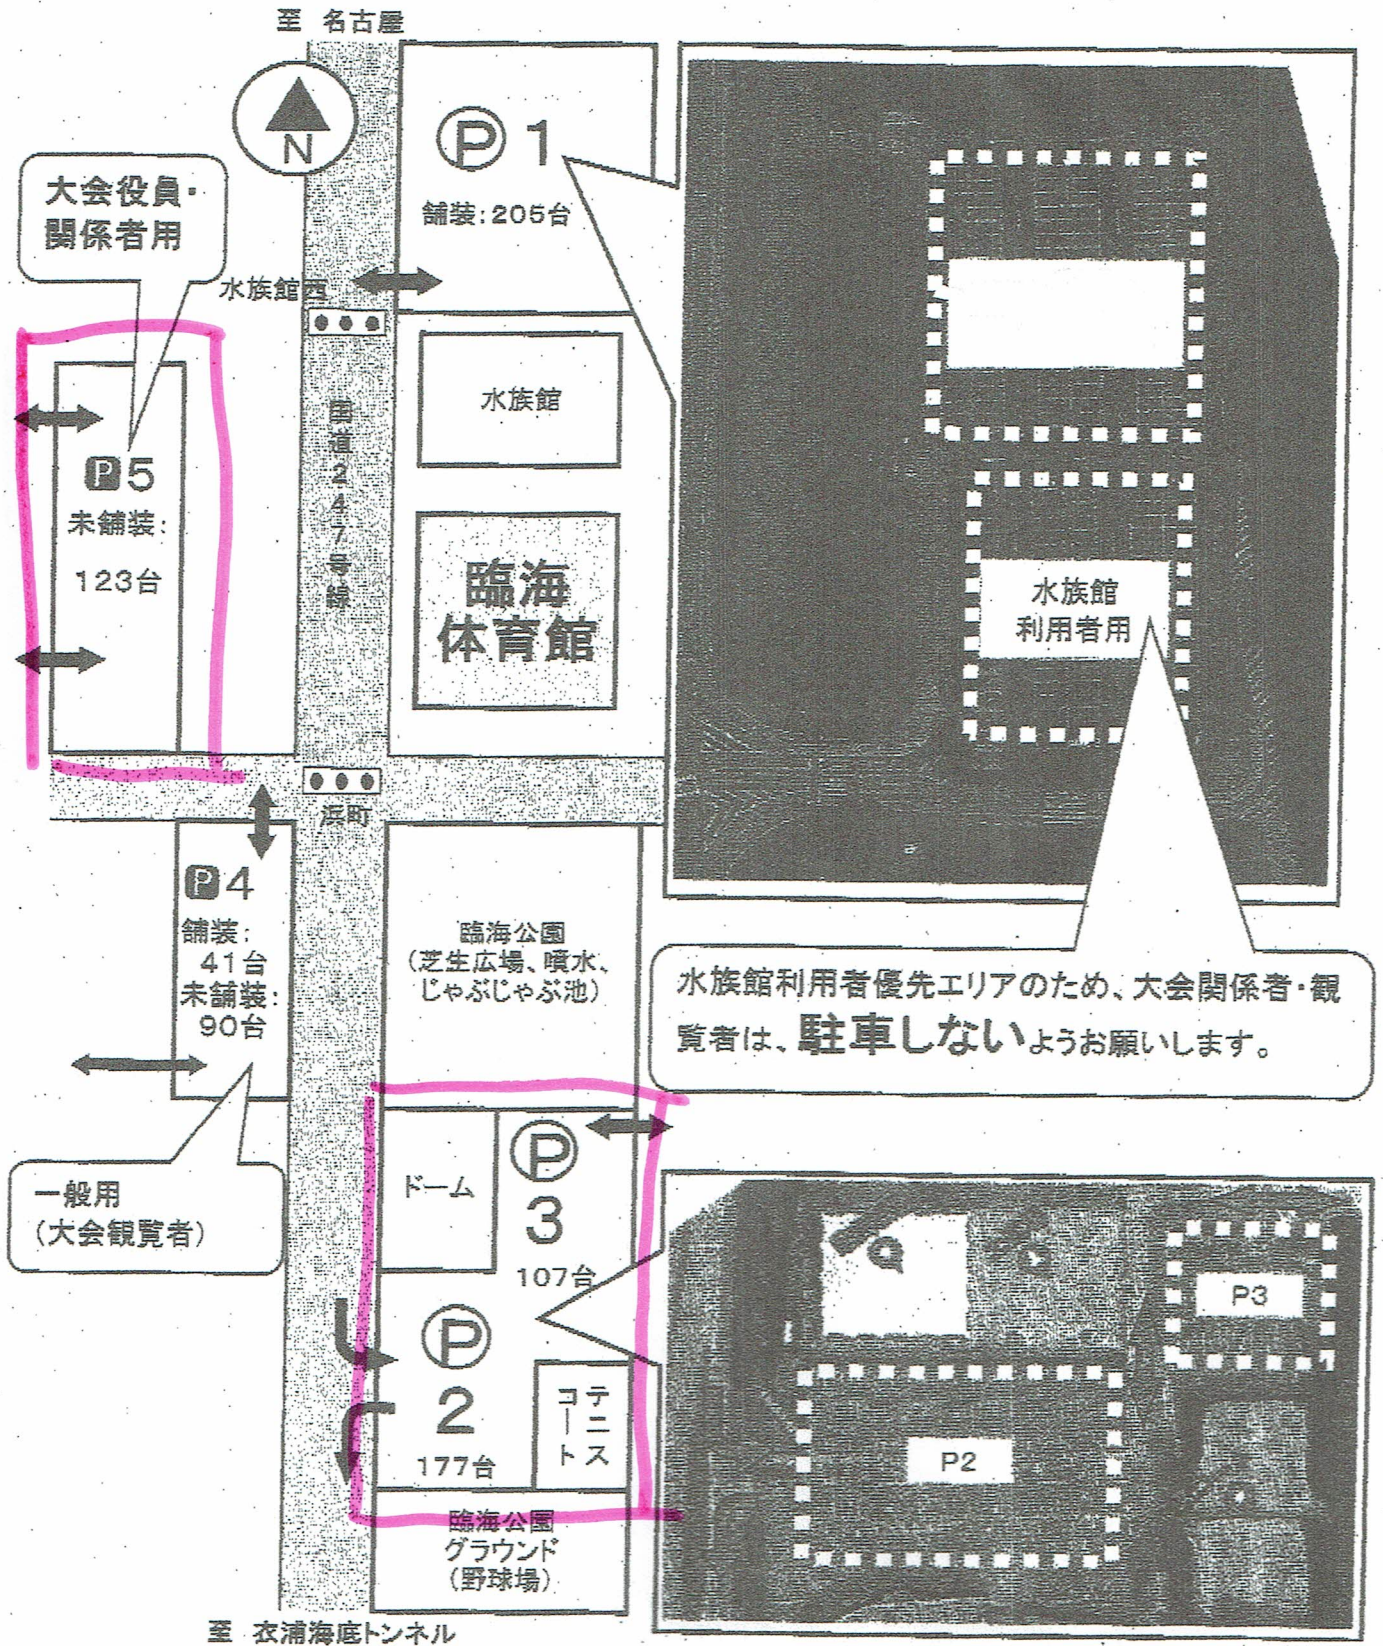 至 名古屋
N
P 1
舗装:205台
大会役員・
関係者用
水族館西
水族館
国道247号線
P5
未舗装:
123台
臨海
体育館
水族館
利用者用
浜町
P4
舗装:
41台
未舗装:
90台
臨海公園
(芝生広場、噴水、
じゃぶじゃぶ池)
水族館利用者優先エリアのため、大会関係者・観
覧者は、駐車しないようお願いします。
一般用
(大会観覧者)
ドーム
P
3
107台
P
2
177台
テニス
コート
P3
P2
臨海公園
グラウンド
(野球場)
至 衣浦海底トンネル